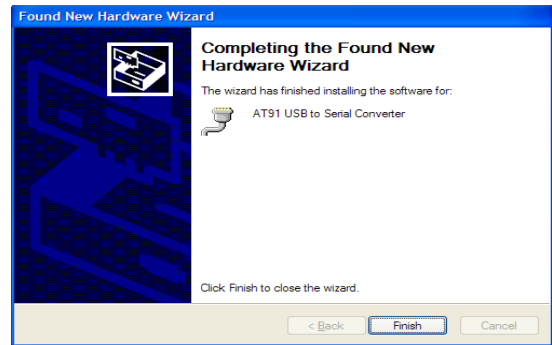 Found New Hardware Wizard
Completing the Found New
Hardware Wizard
The wizard has finished installing the software for:
AT91 USB to Serial Converter
Click Finish to close the wizard.
< Back
Finish
Cancel